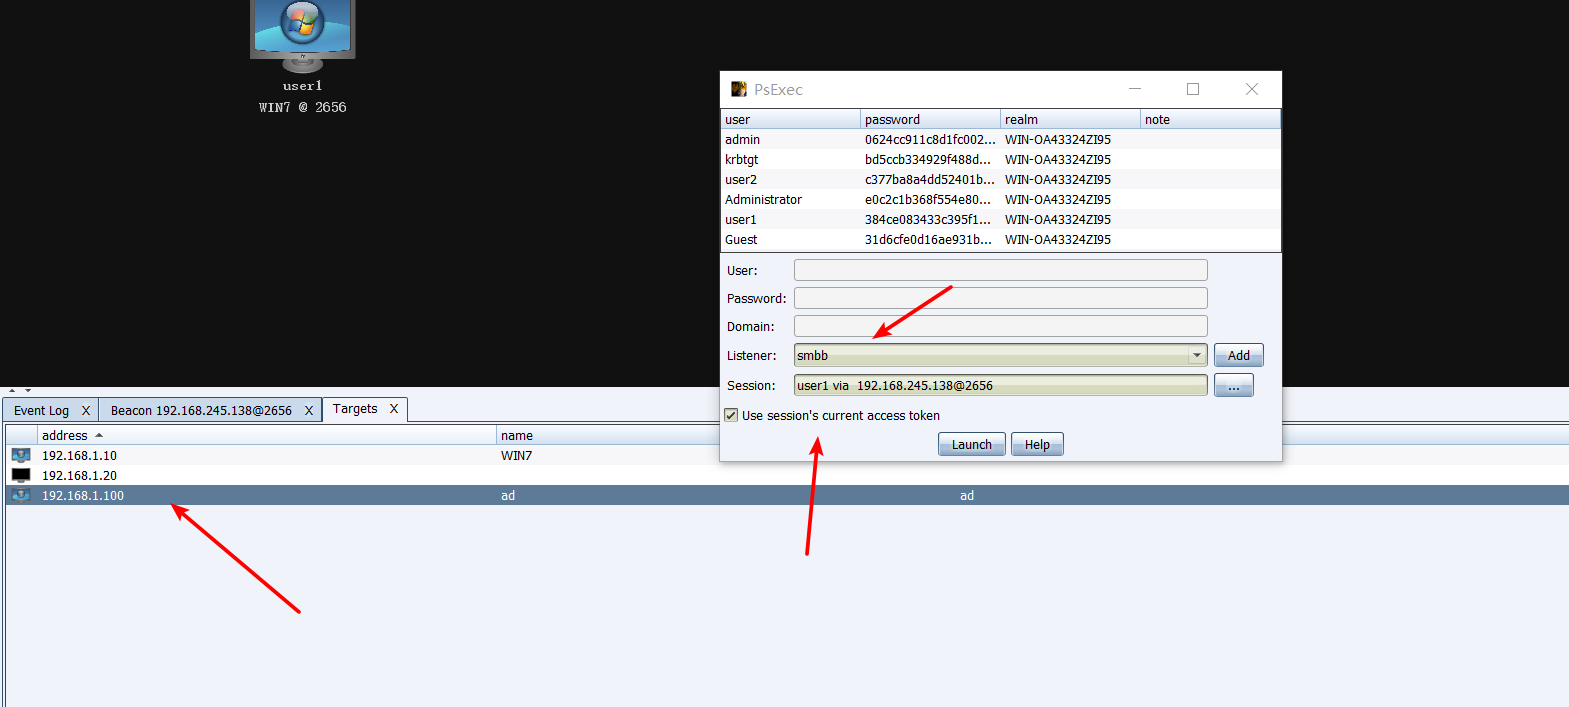 user1
WIN7 @ 2656
PsExec
user password realm note
admin 0624cc911c8d1fc002... WIN-OA43324ZI95
krbtgt bd5ccb334929f488d... WIN-OA43324ZI95
user2 c377ba8a4dd52401b... WIN-OA43324ZI95
Administrator e0c2c1b368f554e80... WIN-OA43324ZI95
user1 384ce083433c395f1... WIN-OA43324ZI95
Guest 31d6cfe0d16ae931b... WIN-OA43324ZI95
User:
Password:
Domain:
Listener: smbb Add
Session: user1 via 192.168.245.138@2656 ...
Use session's current access token
Launch Help
Event Log X Beacon 192.168.245.138@2656 X Targets X
address name
192.168.1.10 WIN7
192.168.1.20
192.168.1.100 ad ad